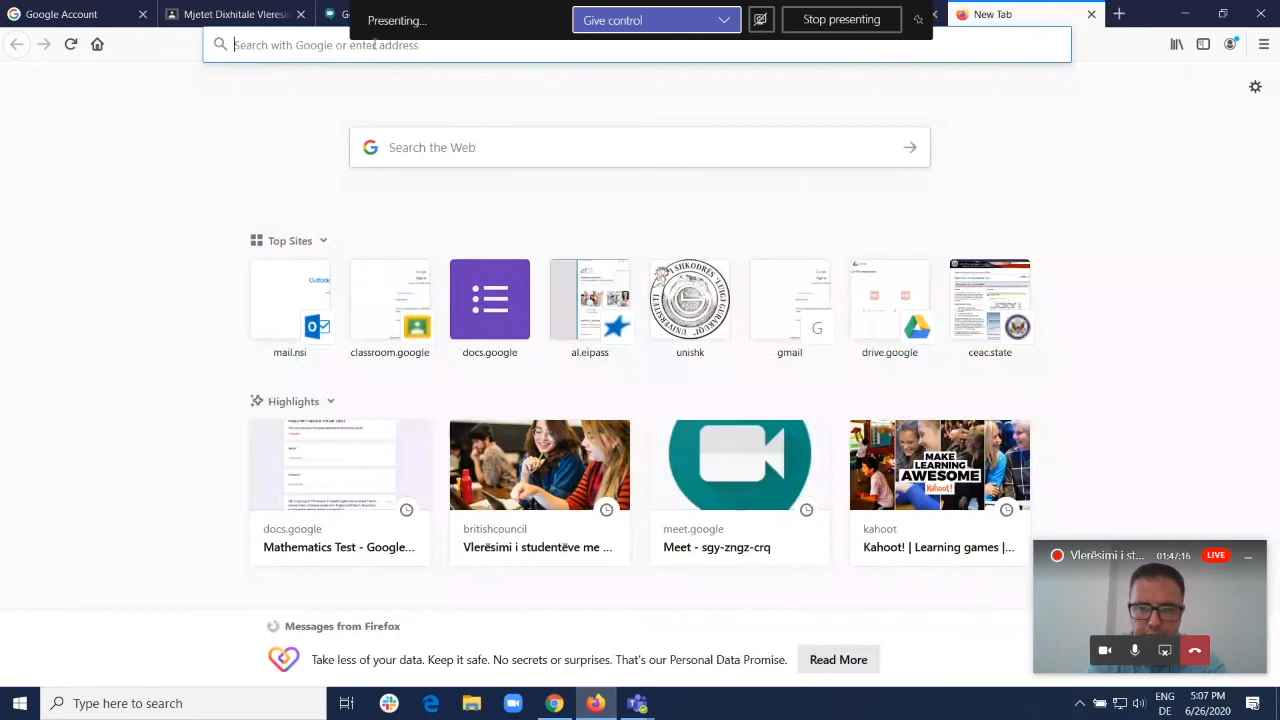 Google Account
Mjetet Dixhitale Vlerësimi i st
Presenting...
Give control
Stop presenting
New Tab
Search with Google or enter address
Search the Web
Top Sites
Outlook
mail.nsi
classroom.google
docs.google
al.eipass
unishk
gmail
drive.google
ceac.state
Highlights
MAKE
LEARNING
AWESOME
Kahoot!
docs.google
Mathematics Test - Google...
britishcouncil
Vlerësimi i studentëve me ...
meet.google
Meet - sgy-zngz-crq
kahoot
Kahoot! | Learning games |...
Vlerësimi i st...
01:47:16
LIVE
Messages from Firefox
Take less of your data. Keep it safe. No secrets or surprises. That's our Personal Data Promise.
Read More
Type here to search
ENG
DE
5:07 PM
6/26/2020